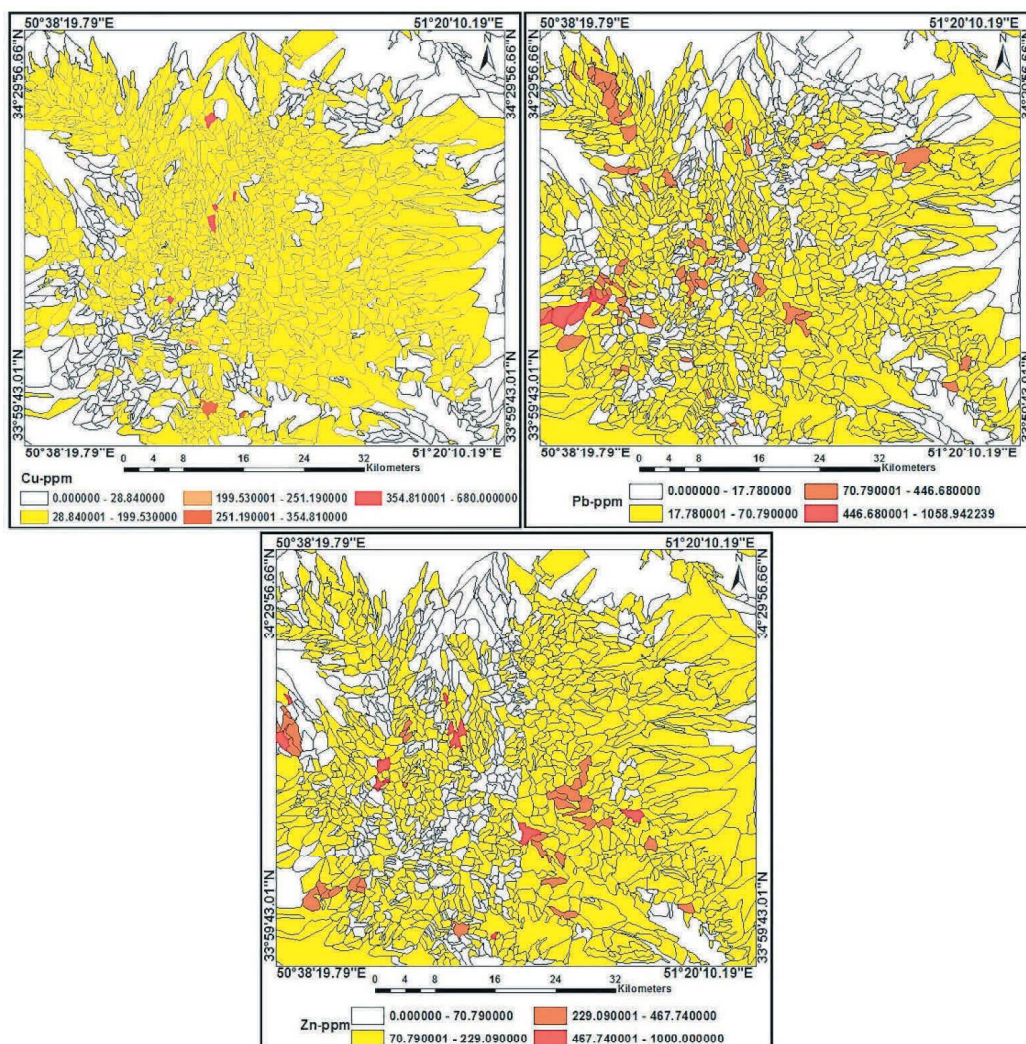 50°38'19.79"E 51°20'10.19"E
34°29'56.66"N
N
33°59'43.01"N
33°59'43.01"N
50°38'19.79"E 51°20'10.19"E
0 4 8 16 24 32
Kilometers
Cu-ppm
0.000000 - 28.840000 199.530001 - 251.190000 354.810001 - 680.000000
28.840001 - 199.530000 251.190001 - 354.810000
50°38'19.79"E 51°20'10.19"E
34°29'56.66"N
N
33°59'43.01"N
50°38'19.79"E 51°20'10.19"E
0 4 8 16 24 32
Kilometers
Pb-ppm
0.000000 - 17.780000 70.790001 - 446.680000
17.780001 - 70.790000 446.680001 - 1058.942239
50°38'19.79"E 51°20'10.19"E
34°29'56.66"N 34°29'56.66"N
N
33°59'43.01"N 33°59'43.01"N
50°38'19.79"E 51°20'10.19"E
0 4 8 16 24 32
Kilometers
Zn-ppm
0.000000 - 70.790000 229.090001 - 467.740000
70.790001 - 229.090000 467.740001 - 1000.000000